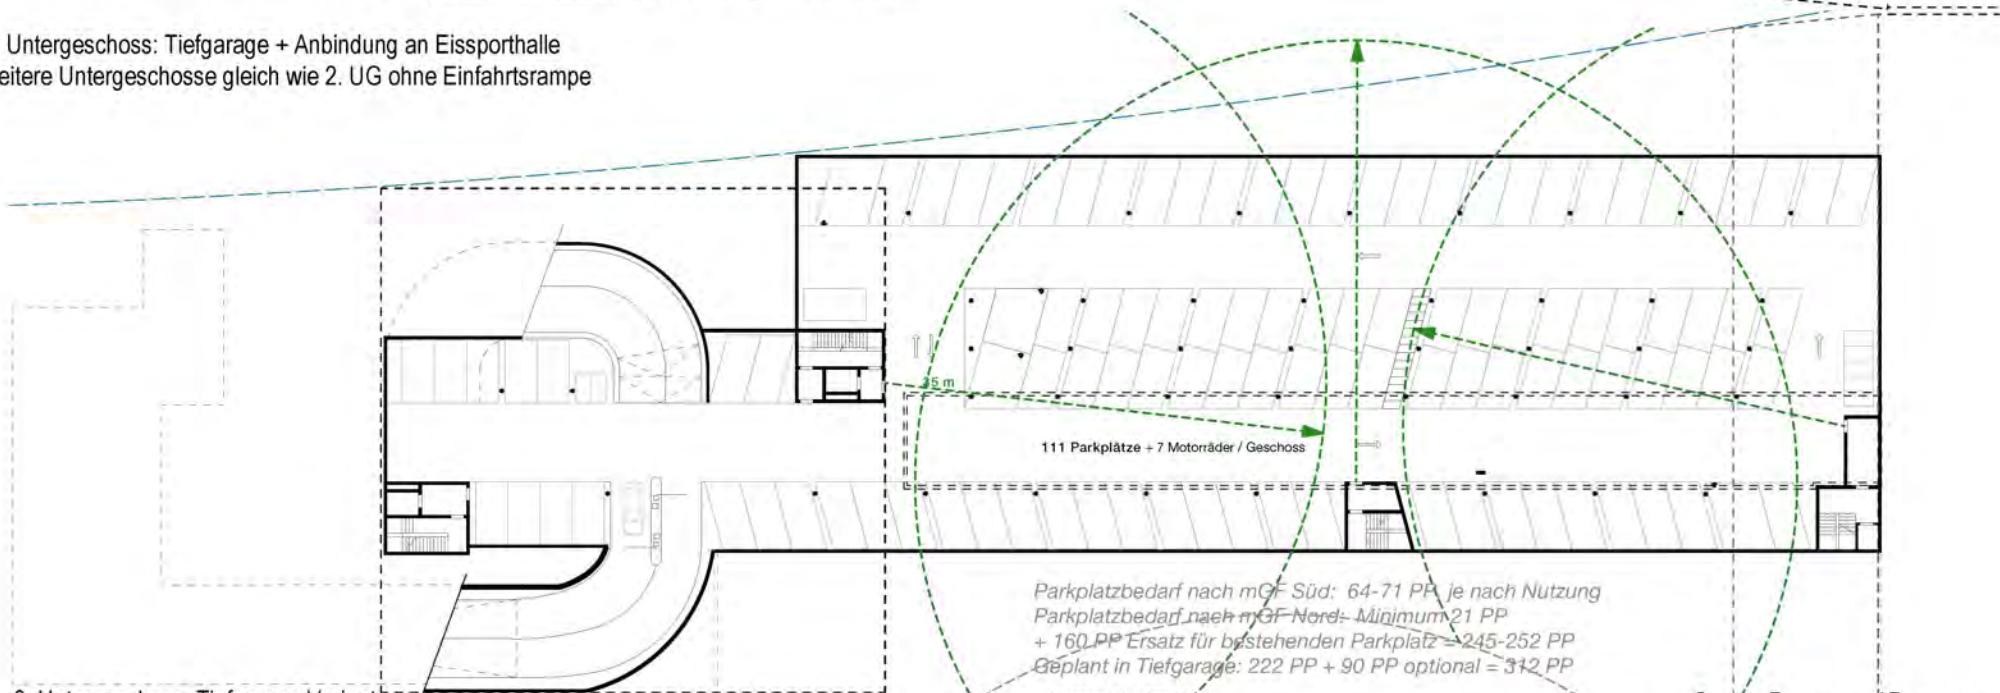 Untergeschoss: Tiefgarage + Anbindung an Eissporthalle
eitere Untergeschosse gleich wie 2. UG ohne Einfahrtsrampe
35 m
111 Parkplätze + 7 Motorräder / Geschoss
Parkplatzbedarf nach mGF Süd: 64-71 PP, je nach Nutzung
Parkplatzbedarf nach mGF Nord: Minimum 21 PP
+ 160 PP Ersatz für bestehenden Parkplatz = 245-252 PP
Geplant in Tiefgarage: 222 PP + 90 PP optional = 312 PP